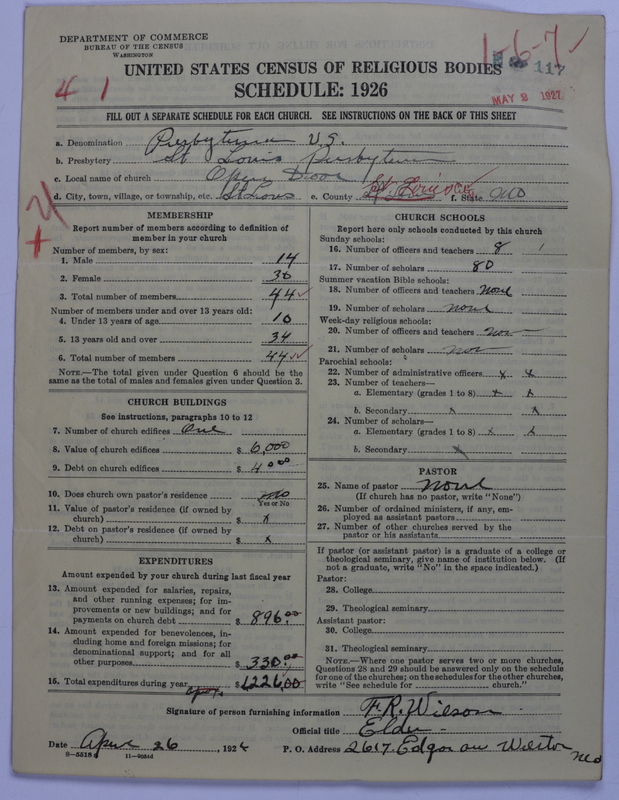 DEPARTMENT OF COMMERCE
BUREAU OF THE CENSUS
WASHINGTON
1-6-7 ✓
117
4 1
UNITED STATES CENSUS OF RELIGIOUS BODIES
SCHEDULE: 1926
MAY 2 1927
FILL OUT A SEPARATE SCHEDULE FOR EACH CHURCH. SEE INSTRUCTIONS ON THE BACK OF THIS SHEET
a. Denomination Presbyterian U.S.
b. Presbytery St. Louis Presbyterian
c. Local name of church Open Door
d. City, town, village, or township, etc. St Louis e. County St. Louis City f. State Mo
MEMBERSHIP
Report number of members according to definition of member in your church
Number of members, by sex:
1. Male 14
2. Female 30
3. Total number of members 44 ✓
Number of members under and over 13 years old:
4. Under 13 years of age 10
5. 13 years old and over 34
6. Total number of members 44 ✓✓
NOTE.—The total given under Question 6 should be the same as the total of males and females given under Question 3.
CHURCH BUILDINGS
See instructions, paragraphs 10 to 12
7. Number of church edifices One
8. Value of church edifices $ 6,000
9. Debt on church edifices $ 4000
10. Does church own pastor's residence No
Yes or No
11. Value of pastor's residence (if owned by church) $ x
12. Debt on pastor's residence (if owned by church) $ x
EXPENDITURES
Amount expended by your church during last fiscal year
13. Amount expended for salaries, repairs, and other running expenses; for improvements or new buildings; and for payments on church debt $ 896.00
14. Amount expended for benevolences, including home and foreign missions; for denominational support; and for all other purposes $ 330.00
15. Total expenditures during year $ 1226.00
CHURCH SCHOOLS
Report here only schools conducted by this church
Sunday schools:
16. Number of officers and teachers 8
17. Number of scholars 80
Summer vacation Bible schools:
18. Number of officers and teachers None
19. Number of scholars none
Week-day religious schools:
20. Number of officers and teachers non
21. Number of scholars non
Parochial schools:
22. Number of administrative officers x x
23. Number of teachers—
a. Elementary (grades 1 to 8) x x
b. Secondary x x
24. Number of scholars—
a. Elementary (grades 1 to 8) x x
b. Secondary x
PASTOR
25. Name of pastor None
(If church has no pastor, write "None")
26. Number of ordained ministers, if any, employed as assistant pastors
27. Number of other churches served by the pastor or his assistants
If pastor (or assistant pastor) is a graduate of a college or theological seminary, give name of institution below. (If not a graduate, write "No" in the space indicated.)
Pastor:
28. College
29. Theological seminary
Assistant pastor:
30. College
31. Theological seminary
NOTE.—Where one pastor serves two or more churches, Questions 28 and 29 should be answered only on the schedule for one of the churches; on the schedules for the other churches, write "See schedule for church."
Signature of person furnishing information F.R. Wilson
Official title Elder
Date April 26, 1926 P. O. Address 2617 Edgar av
8—5518 11—9054d